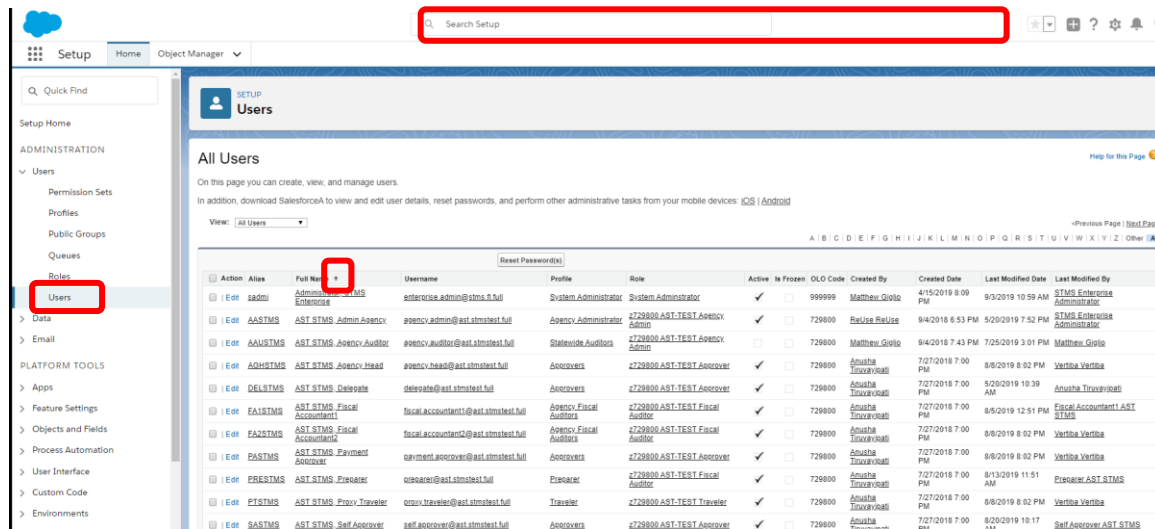 Search Setup
Setup Home Object Manager
Quick Find
Setup Home
ADMINISTRATION
Users
Permission Sets
Profiles
Public Groups
Queues
Roles
Users
Data
Email
PLATFORM TOOLS
Apps
Feature Settings
Objects and Fields
Process Automation
User Interface
Custom Code
Environments
SETUP
Users
All Users
Help for this Page
On this page you can create, view, and manage users.
In addition, download SalesforceA to view and edit user details, reset passwords, and perform other administrative tasks from your mobile devices: iOS | Android
View: All Users
<Previous Page | Next Pag
A | B | C | D | E | F | G | H | I | J | K | L | M | N | O | P | Q | R | S | T | U | V | W | X | Y | Z | Other A
Reset Password(s)
Action Alias Full Name ↑ Username Profile Role Active Is Frozen OLO Code Created By Created Date Last Modified Date Last Modified By
| Edit sadmi Administrator, STMS Enterprise enterprise.admin@stms.fl.full System Adminstrator System Adminstrator ✓ 999999 Matthew Giglio 4/15/2019 8:09 PM 9/3/2019 10:59 AM STMS Enterprise Administrator
| Edit AASTMS AST STMS, Admin Agency agency.admin@ast.stmstest.full Agency Administrator z729800 AST-TEST Agency Admin ✓ 729800 ReUse ReUse 9/4/2018 6:53 PM 5/20/2019 7:52 PM STMS Enterprise Administrator
| Edit AAUSTMS AST STMS, Agency Auditor agency.auditor@ast.stmstest.full Statewide Auditors z729800 AST-TEST Agency Admin 729800 Matthew Giglio 9/4/2018 7:43 PM 7/25/2019 3:01 PM Matthew Giglio
| Edit AGHSTMS AST STMS, Agency Head agency.head@ast.stmstest.full Approvers z729800 AST-TEST Approver ✓ 729800 Anusha Tiruvayipati 7/27/2018 7:00 PM 8/8/2019 8:02 PM Vertiba Vertiba
| Edit DELSTMS AST STMS, Delegate delegate@ast.stmstest.full Approvers z729800 AST-TEST Approver ✓ 729800 Anusha Tiruvayipati 7/27/2018 7:00 PM 5/20/2019 10:39 AM Anusha Tiruvayipati
| Edit FA1STMS AST STMS, Fiscal Accountant1 fiscal.accountant1@ast.stmstest.full Agency Fiscal Auditors z729800 AST-TEST Fiscal Auditor ✓ 729800 Anusha Tiruvayipati 7/27/2018 7:00 PM 8/5/2019 12:51 PM Fiscal Accountant1 AST STMS
| Edit FA2STMS AST STMS, Fiscal Accountant2 fiscal.accountant2@ast.stmstest.full Agency Fiscal Auditors z729800 AST-TEST Fiscal Auditor ✓ 729800 Anusha Tiruvayipati 7/27/2018 7:00 PM 8/8/2019 8:02 PM Vertiba Vertiba
| Edit PASTMS AST STMS, Payment Approver payment.approver@ast.stmstest.full Approvers z729800 AST-TEST Approver ✓ 729800 Anusha Tiruvayipati 7/27/2018 7:00 PM 8/8/2019 8:02 PM Vertiba Vertiba
| Edit PRESTMS AST STMS, Preparer preparer@ast.stmstest.full Preparer z729800 AST-TEST Fiscal Auditor ✓ 729800 Anusha Tiruvayipati 7/27/2018 7:00 PM 8/13/2019 11:51 AM Preparer AST STMS
| Edit PTSTMS AST STMS, Proxy Traveler proxy.traveler@ast.stmstest.full Traveler z729800 AST-TEST Traveler ✓ 729800 Anusha Tiruvayipati 7/27/2018 7:00 PM 8/8/2019 8:02 PM Vertiba Vertiba
| Edit SASTMS AST STMS, Self Approver self.approver@ast.stmstest.full Approvers z729800 AST-TEST Approver ✓ 729800 Anusha Tiruvayipati 7/27/2018 7:00 PM 8/20/2019 10:17 AM Self Approver AST STMS